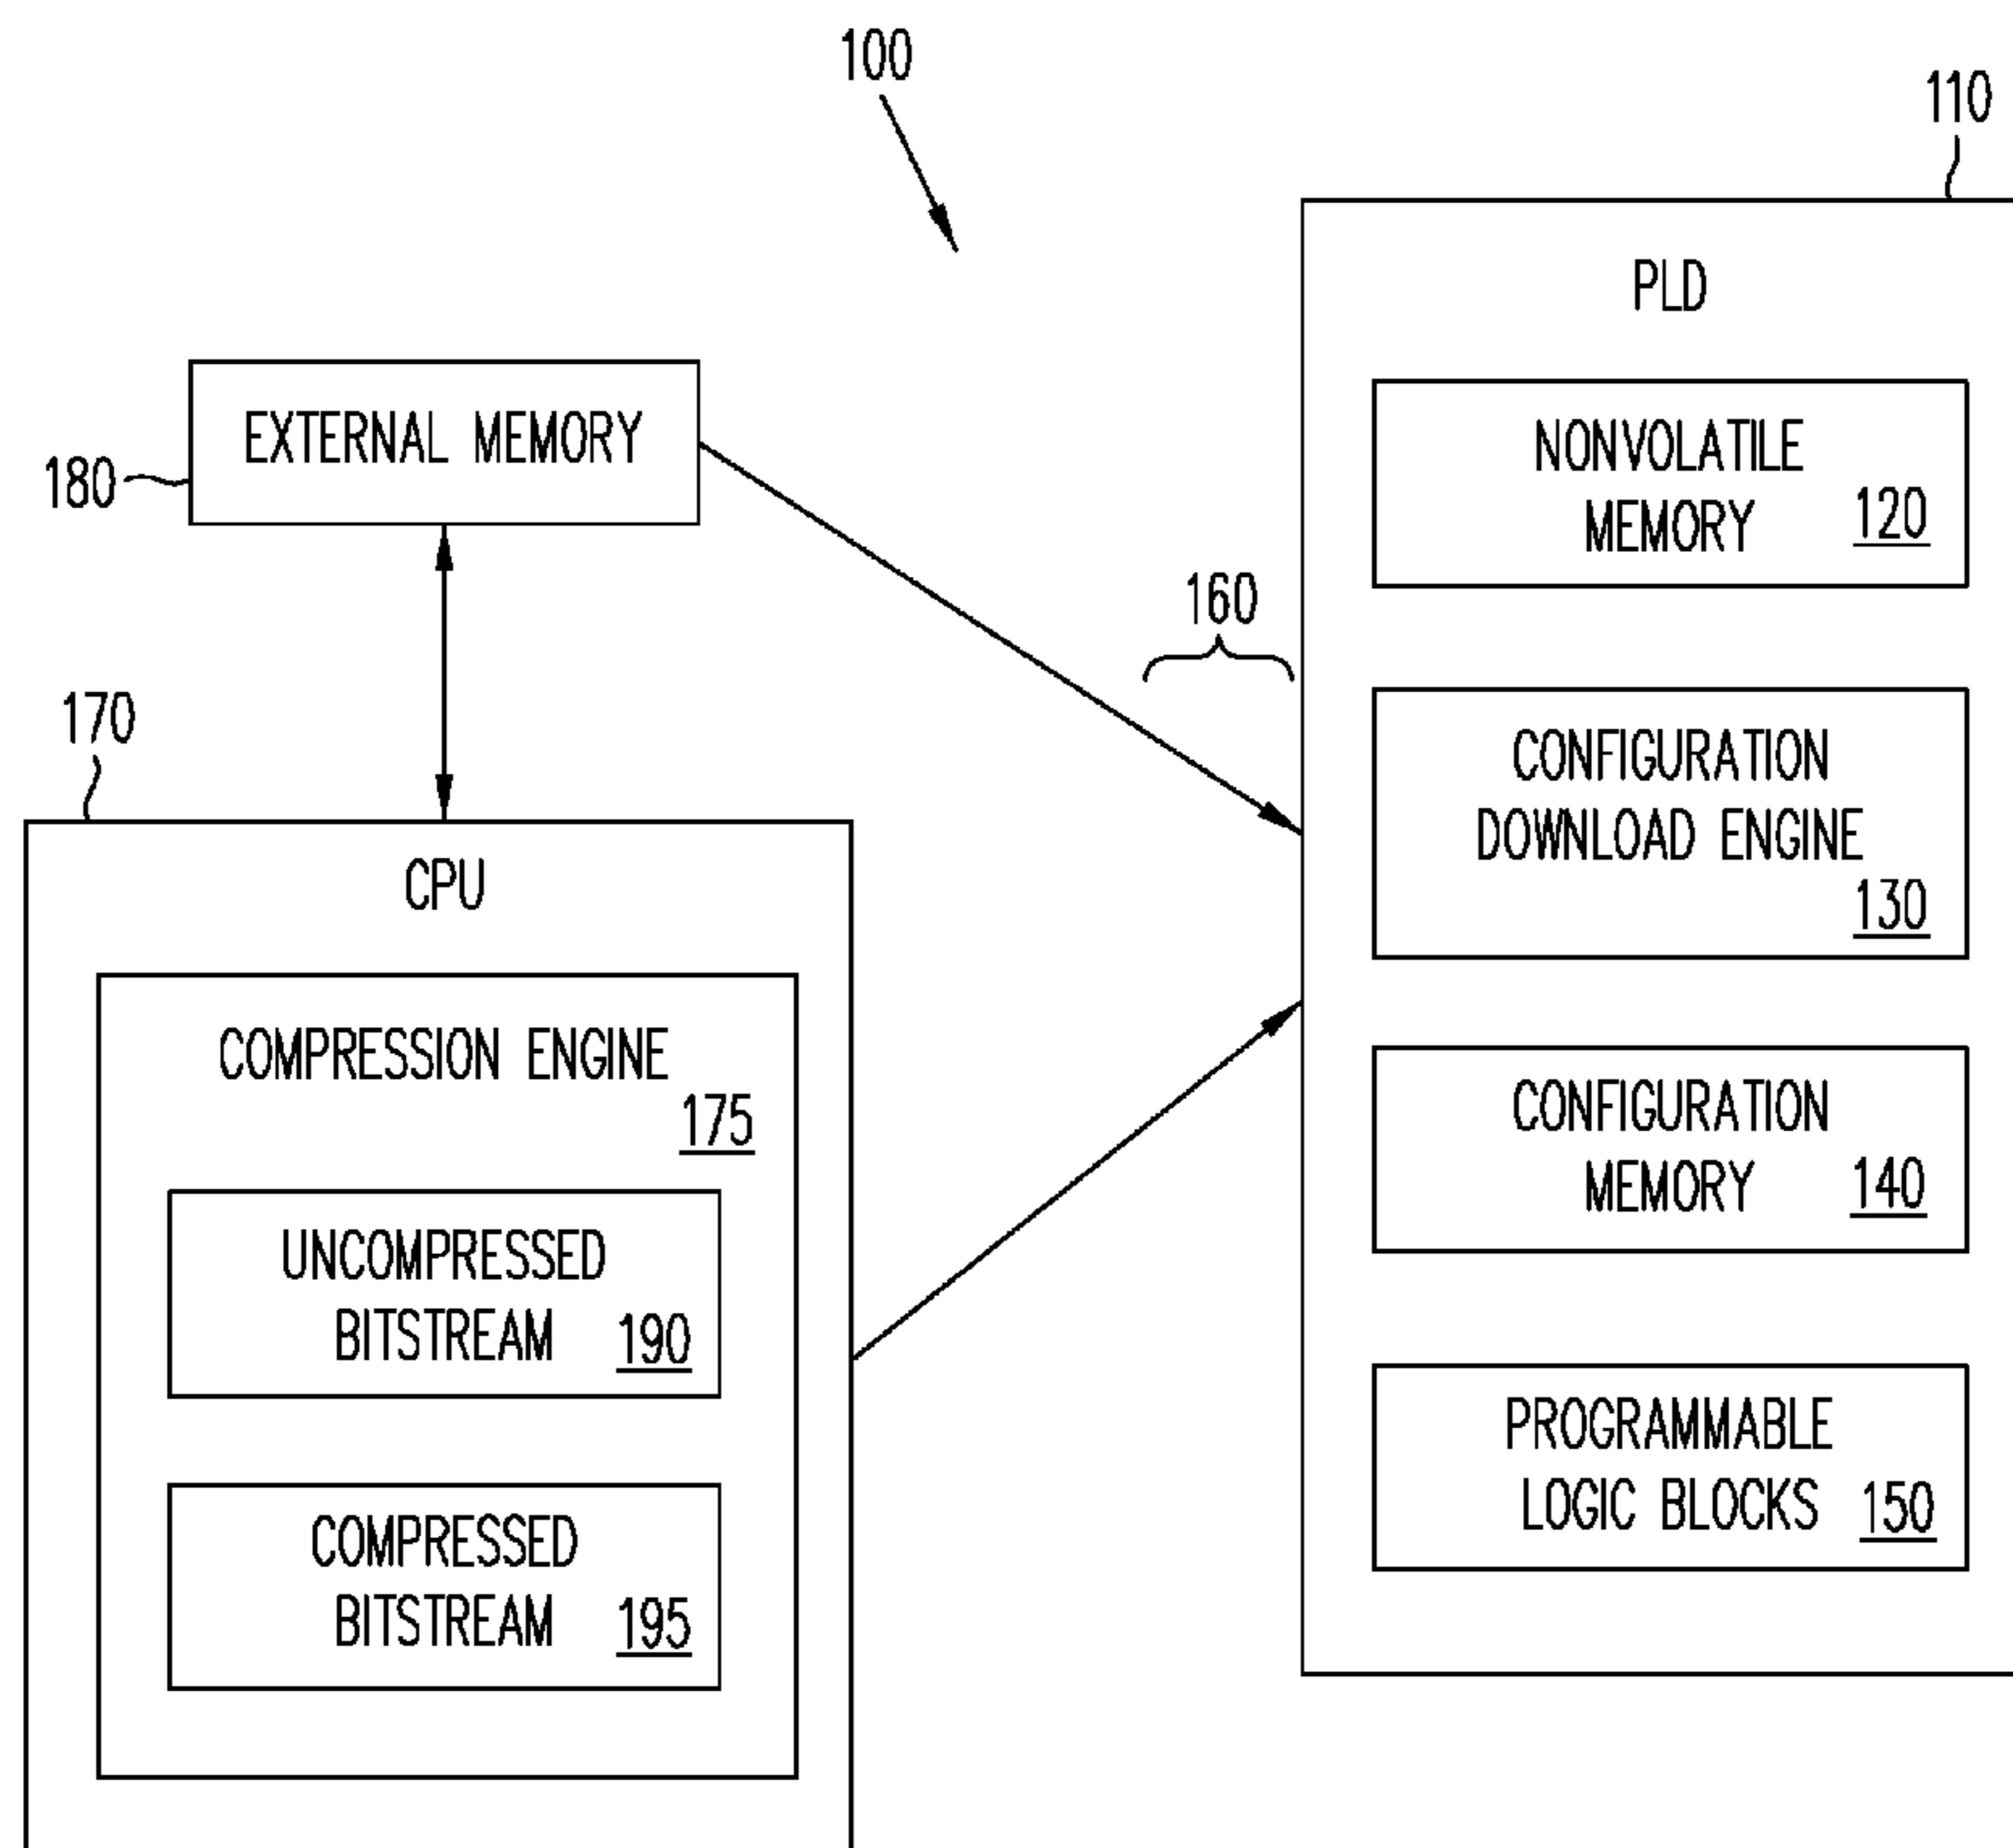 100
110
PLD
NONVOLATILE
MEMORY 120
EXTERNAL MEMORY
180
160
CONFIGURATION
DOWNLOAD ENGINE
130
170
CPU
COMPRESSION ENGINE
175
UNCOMPRESSED
BITSTREAM 190
COMPRESSED
BITSTREAM 195
CONFIGURATION
MEMORY 140
PROGRAMMABLE
LOGIC BLOCKS 150